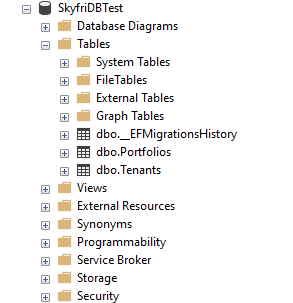 SkyfriDBTest
Database Diagrams
Tables
System Tables
FileTables
External Tables
Graph Tables
dbo.__EFMigrationsHistory
dbo.Portfolios
dbo.Tenants
Views
External Resources
Synonyms
Programmability
Service Broker
Storage
Security